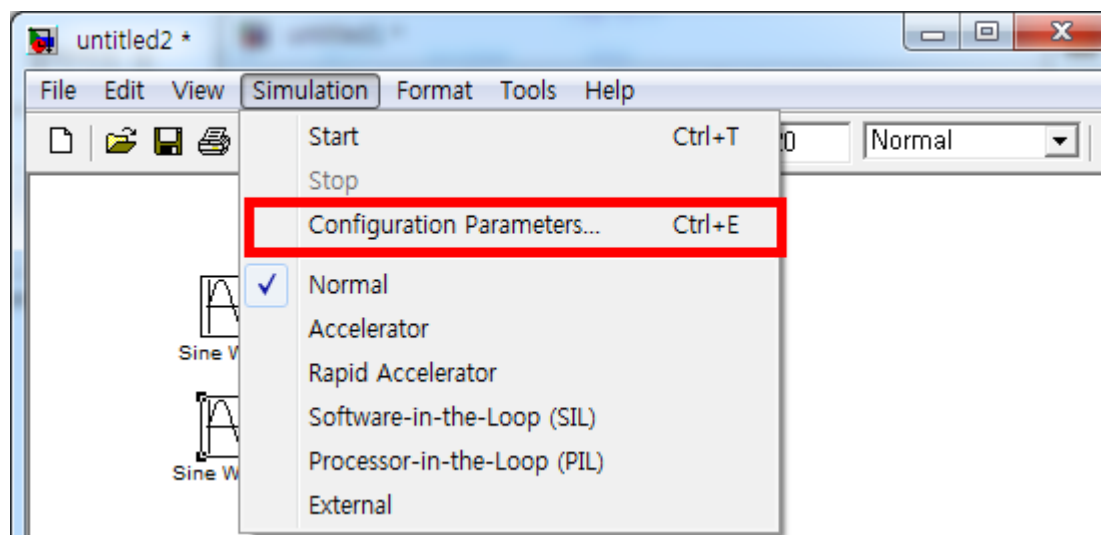 untitled2 *
File Edit View Simulation Format Tools Help
Normal
Start Ctrl+T
Stop
Configuration Parameters... Ctrl+E
Normal
Accelerator
Rapid Accelerator
Software-in-the-Loop (SIL)
Processor-in-the-Loop (PIL)
External
Sine
Sine